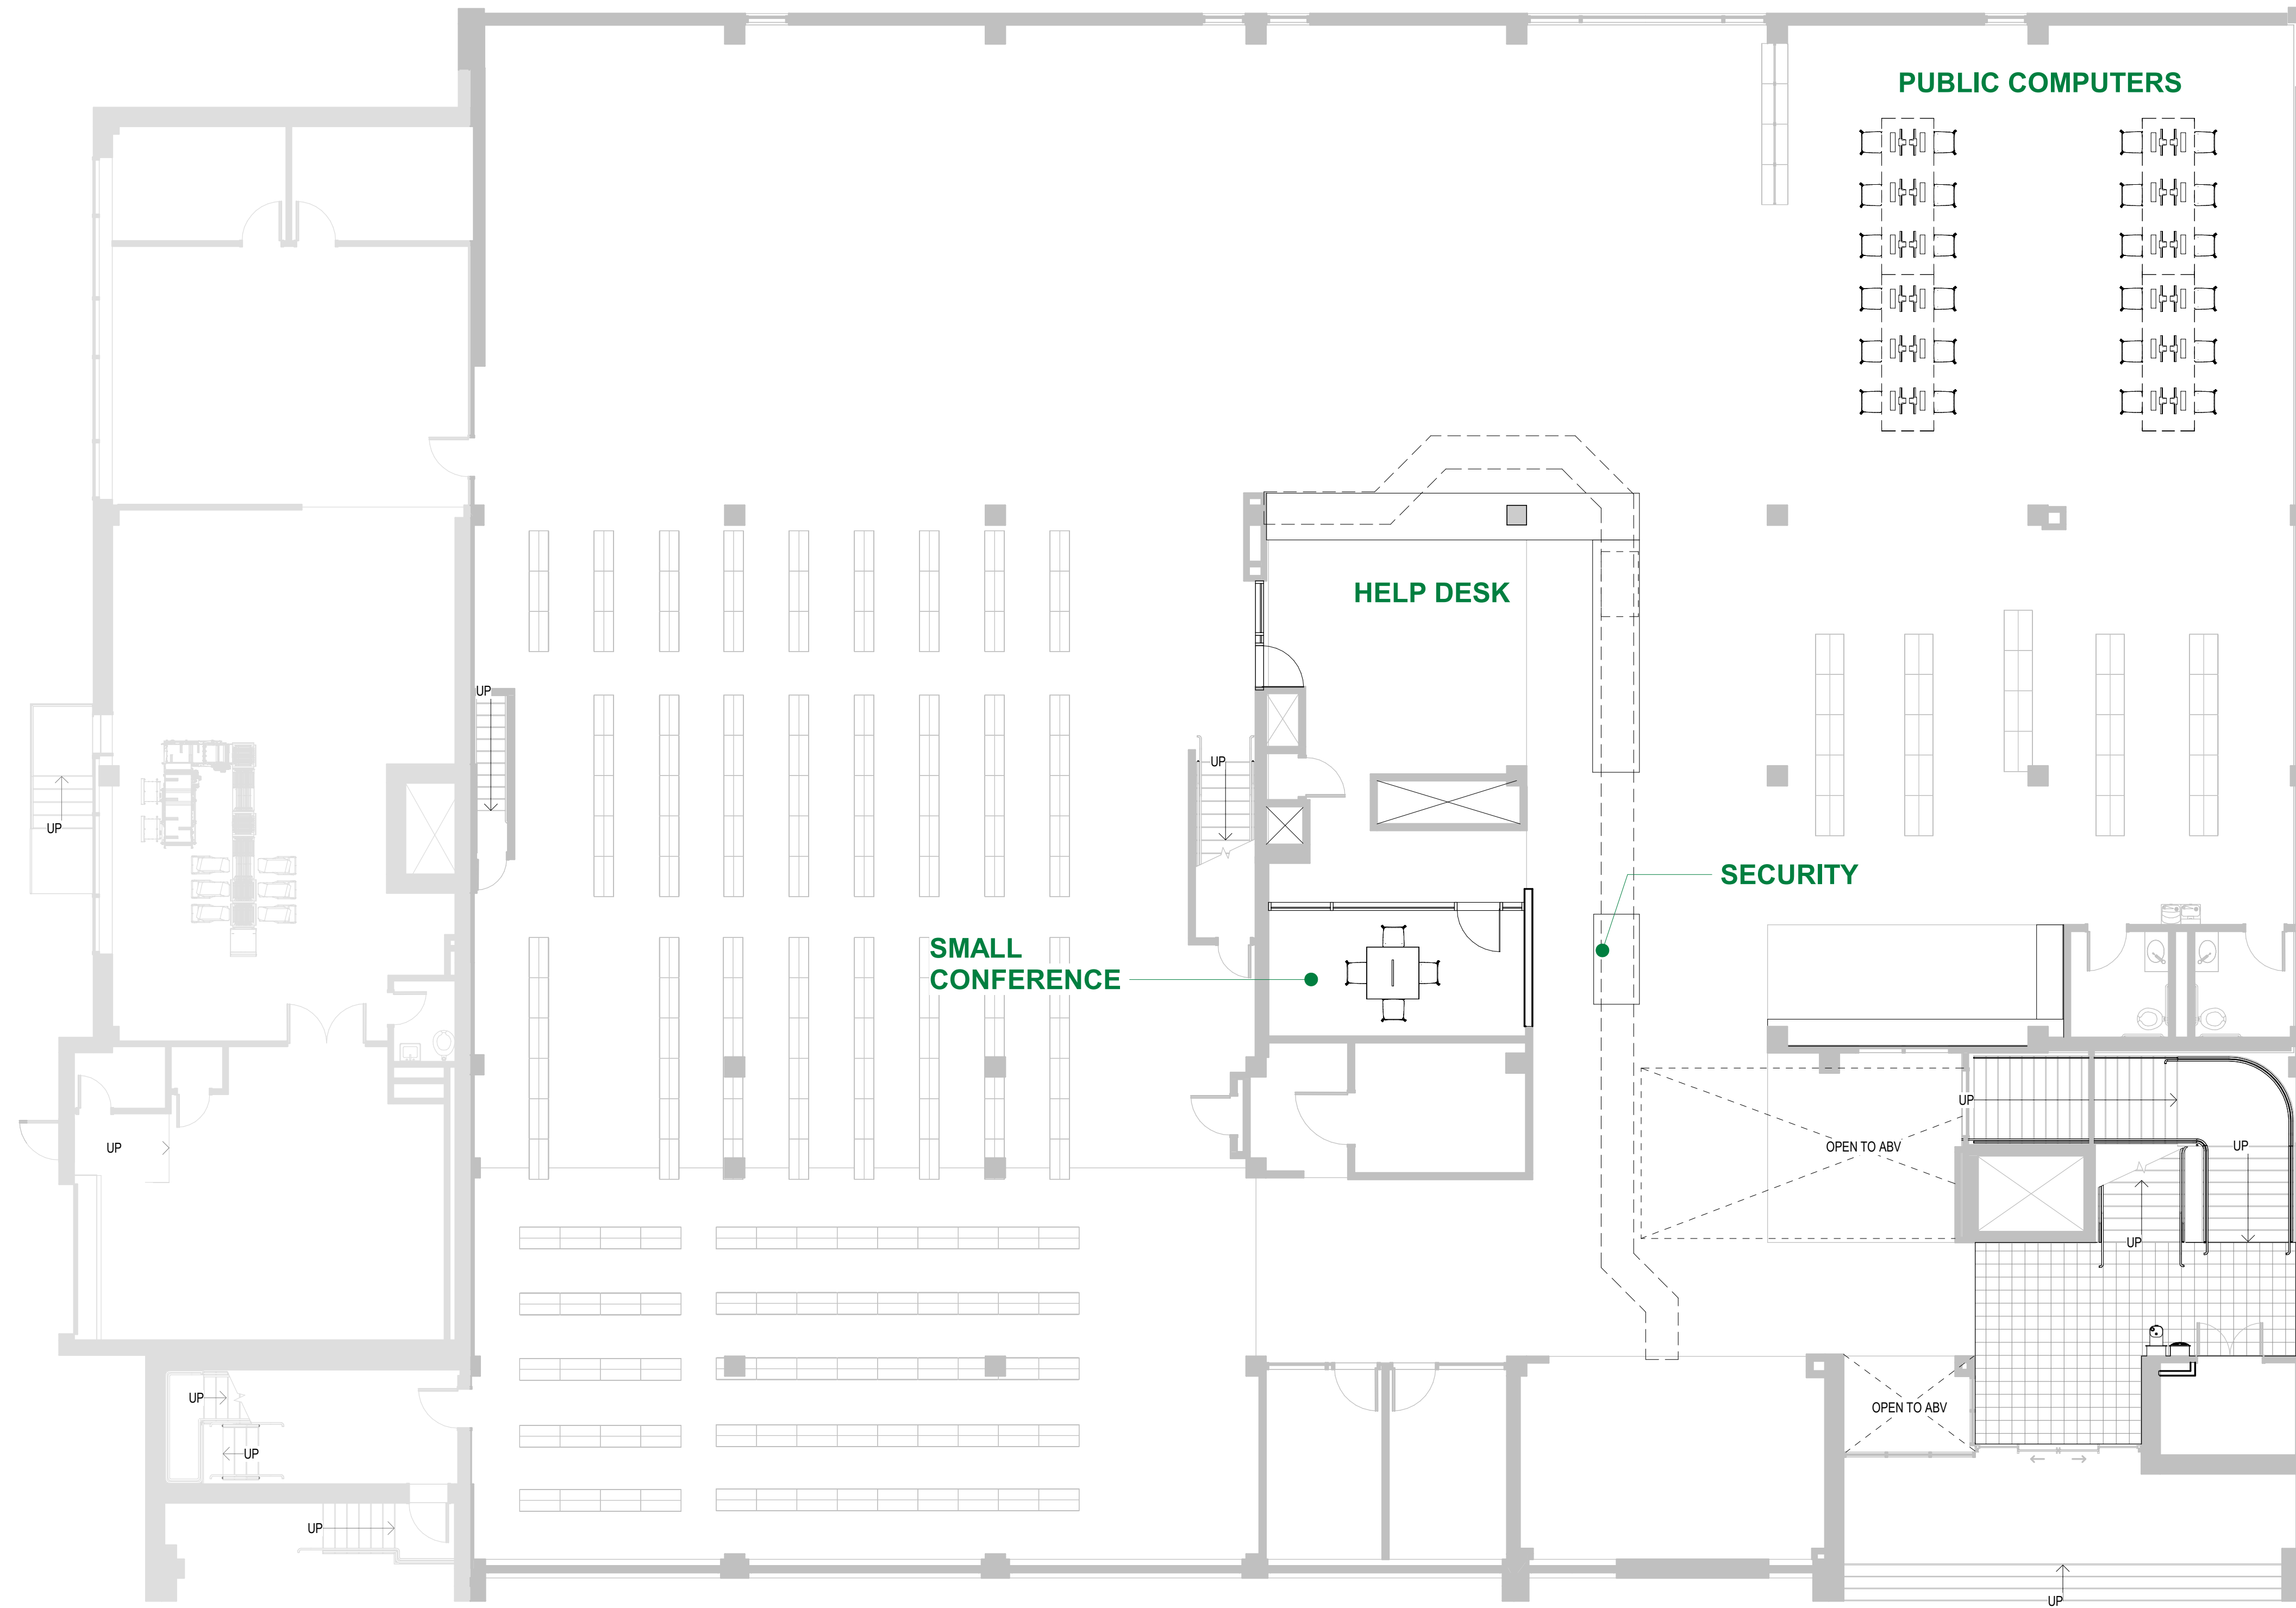 PUBLIC COMPUTERS
HELP DESK
UP
UP
UP
SECURITY
SMALL
CONFERENCE
UP
UP
OPEN TO ABV
UP
UP
UP
UP
OPEN TO ABV
UP
UP
UP